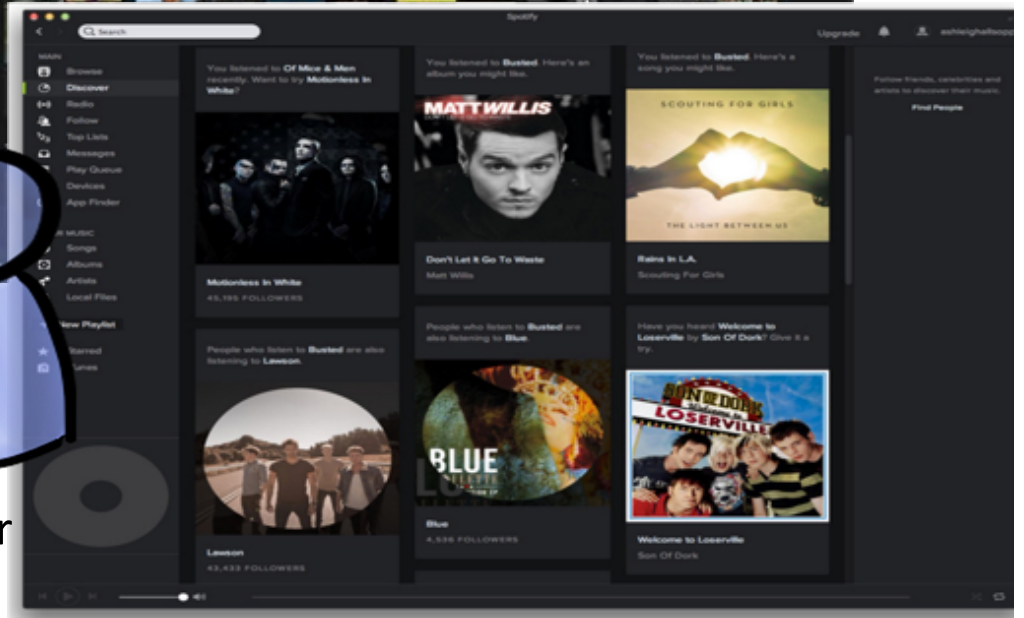 Spotify
Search
Upgrade
MAIN
Browse
Discover
Radio
Follow
Top Lists
Messages
Play Queue
Devices
App Finder
MUSIC
Songs
Albums
Artists
Local Files
New Playlist
Starred
r
You listened to Of Mice & Men
recently. Want to try Motionless In
White?
Motionless In White
45,195 FOLLOWERS
People who listen to Busted are also
listening to Lawson.
Lawson
43,433 FOLLOWERS
You listened to Busted. Here's an
album you might like.
MATT WILLIS
Don't Let It Go To Waste
Matt Willis
People who listen to Busted are
also listening to Blue.
BLUE
Blue
4,536 FOLLOWERS
You listened to Busted. Here's a
song you might like.
SCOUTING FOR GIRLS
THE LIGHT BETWEEN US
Rains in L.A.
Scouting For Girls
Have you heard Welcome to
Loserville by Son Of Dork? Give it a
try.
SON OF DORK
Welcome to
LOSERVILLE
Welcome to Loserville
Son Of Dork
Follow friends, celebrities and
artists to discover their music.
Find People